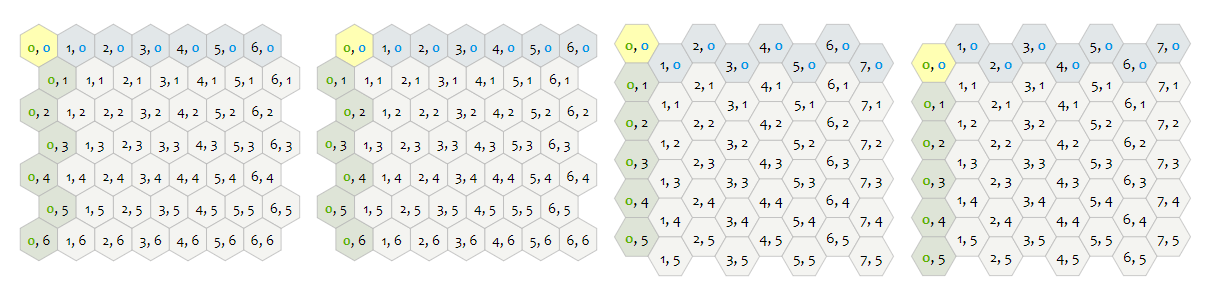 0, 0 1, 0 2, 0 3, 0 4, 0 5, 0 6, 0
0, 1 1, 1 2, 1 3, 1 4, 1 5, 1 6, 1
0, 2 1, 2 2, 2 3, 2 4, 2 5, 2 6, 2
0, 3 1, 3 2, 3 3, 3 4, 3 5, 3 6, 3
0, 4 1, 4 2, 4 3, 4 4, 4 5, 4 6, 4
0, 5 1, 5 2, 5 3, 5 4, 5 5, 5 6, 5
0, 6 1, 6 2, 6 3, 6 4, 6 5, 6 6, 6
0, 0 1, 0 2, 0 3, 0 4, 0 5, 0 6, 0
0, 1 1, 1 2, 1 3, 1 4, 1 5, 1 6, 1
0, 2 1, 2 2, 2 3, 2 4, 2 5, 2 6, 2
0, 3 1, 3 2, 3 3, 3 4, 3 5, 3 6, 3
0, 4 1, 4 2, 4 3, 4 4, 4 5, 4 6, 4
0, 5 1, 5 2, 5 3, 5 4, 5 5, 5 6, 5
0, 6 1, 6 2, 6 3, 6 4, 6 5, 6 6, 6
0, 0 2, 0 4, 0 6, 0
1, 0 3, 0 5, 0 7, 0
0, 1 2, 1 4, 1 6, 1
1, 1 3, 1 5, 1 7, 1
0, 2 2, 2 4, 2 6, 2
1, 2 3, 2 5, 2 7, 2
0, 3 2, 3 4, 3 6, 3
1, 3 3, 3 5, 3 7, 3
0, 4 2, 4 4, 4 6, 4
1, 4 3, 4 5, 4 7, 4
0, 5 2, 5 4, 5 6, 5
1, 5 3, 5 5, 5 7, 5
1, 0 3, 0 5, 0 7, 0
0, 0 2, 0 4, 0 6, 0
1, 1 3, 1 5, 1 7, 1
0, 1 2, 1 4, 1 6, 1
1, 2 3, 2 5, 2 7, 2
0, 2 2, 2 4, 2 6, 2
1, 3 3, 3 5, 3 7, 3
0, 3 2, 3 4, 3 6, 3
1, 4 3, 4 5, 4 7, 4
0, 4 2, 4 4, 4 6, 4
1, 5 3, 5 5, 5 7, 5
0, 5 2, 5 4, 5 6, 5